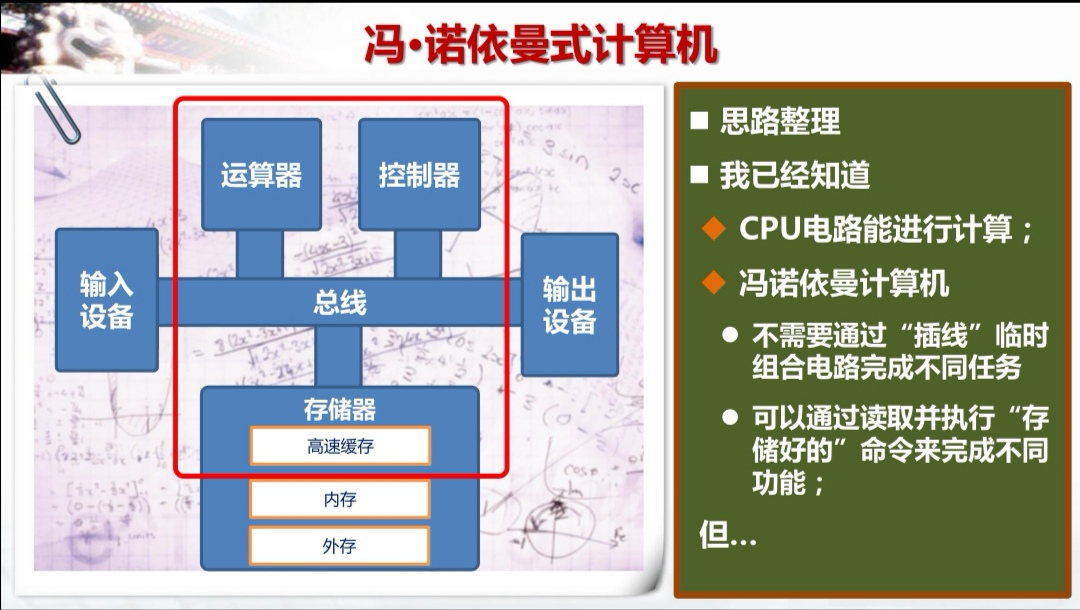 冯·诺依曼式计算机
运算器
控制器
输入
设备
总线
输出
设备
存储器
高速缓存
内存
外存
■ 思路整理
■ 我已经知道
◆ CPU电路能进行计算；
◆ 冯诺依曼计算机
● 不需要通过“插线”临时
组合电路完成不同任务
● 可以通过读取并执行“存
储好的”命令来完成不同
功能；
但…